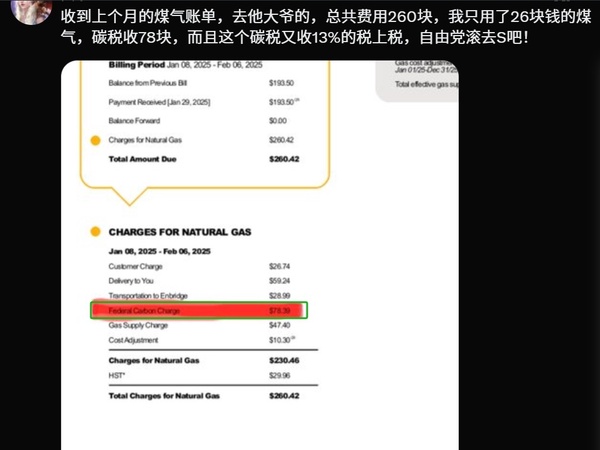 收到上个月的煤气账单，去他大爷的，总共费用260块，我只用了26块钱的煤
气，碳税收78块，而且这个碳税又收13%的税上税，自由党滚去S吧！
Billing Period Jan 08, 2025 - Feb 06, 2025
Balance from Previous Bill $193.50
Payment Received [Jan 29, 2025] $193.50
Balance Forward $0.00
Charges for Natural Gas $260.42
Total Amount Due $260.42
Gas cost adjustme
Jan 01/25-Dec 31/25
Total effective gas sup
CHARGES FOR NATURAL GAS
Jan 08, 2025 - Feb 06, 2025
Customer Charge $26.74
Delivery to You $59.24
Transportation to Enbridge $28.99
Federal Carbon Charge $78.39
Gas Supply Charge $47.40
Cost Adjustment $10.30
Charges for Natural Gas $230.46
HST* $29.96
Total Charges for Natural Gas $260.42